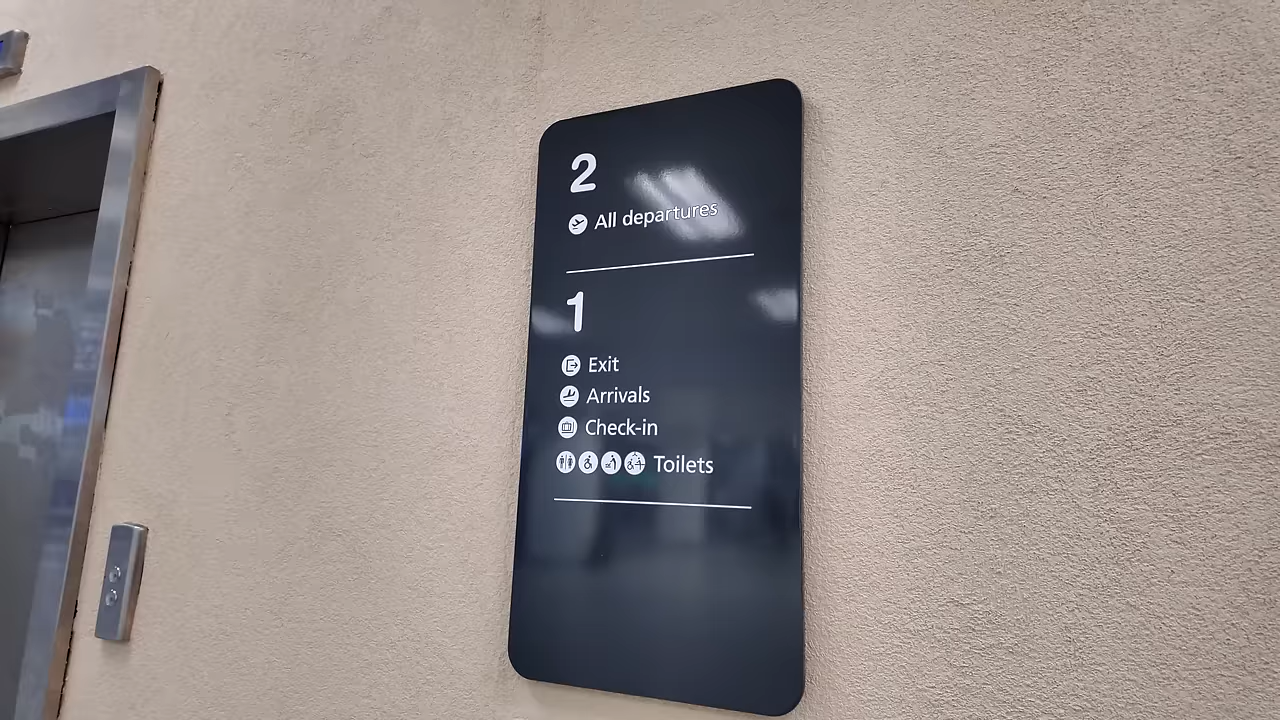 2
All departures
1
Exit
Arrivals
Check-in
Toilets